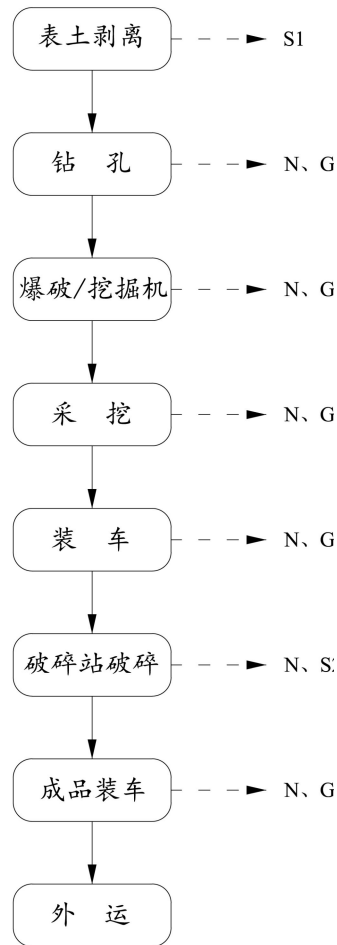 表土剥离 S1
钻 孔 N、G
爆破/挖掘机 N、G
采 挖 N、G
装 车 N、G
破碎站破碎 N、S
成品装车 N、G
外 运